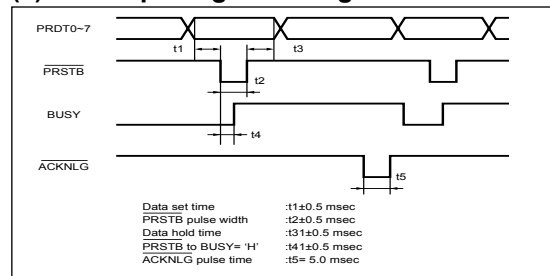 PRDT0~7
t1
t3
PRSTB
t2
BUSY
t4
ACKNLG
t5
Data set time :t1±0.5 msec
PRSTB pulse width :t2±0.5 msec
Data hold time :t31±0.5 msec
PRSTB to BUSY= 'H' :t41±0.5 msec
ACKNLG pulse time :t5= 5.0 msec